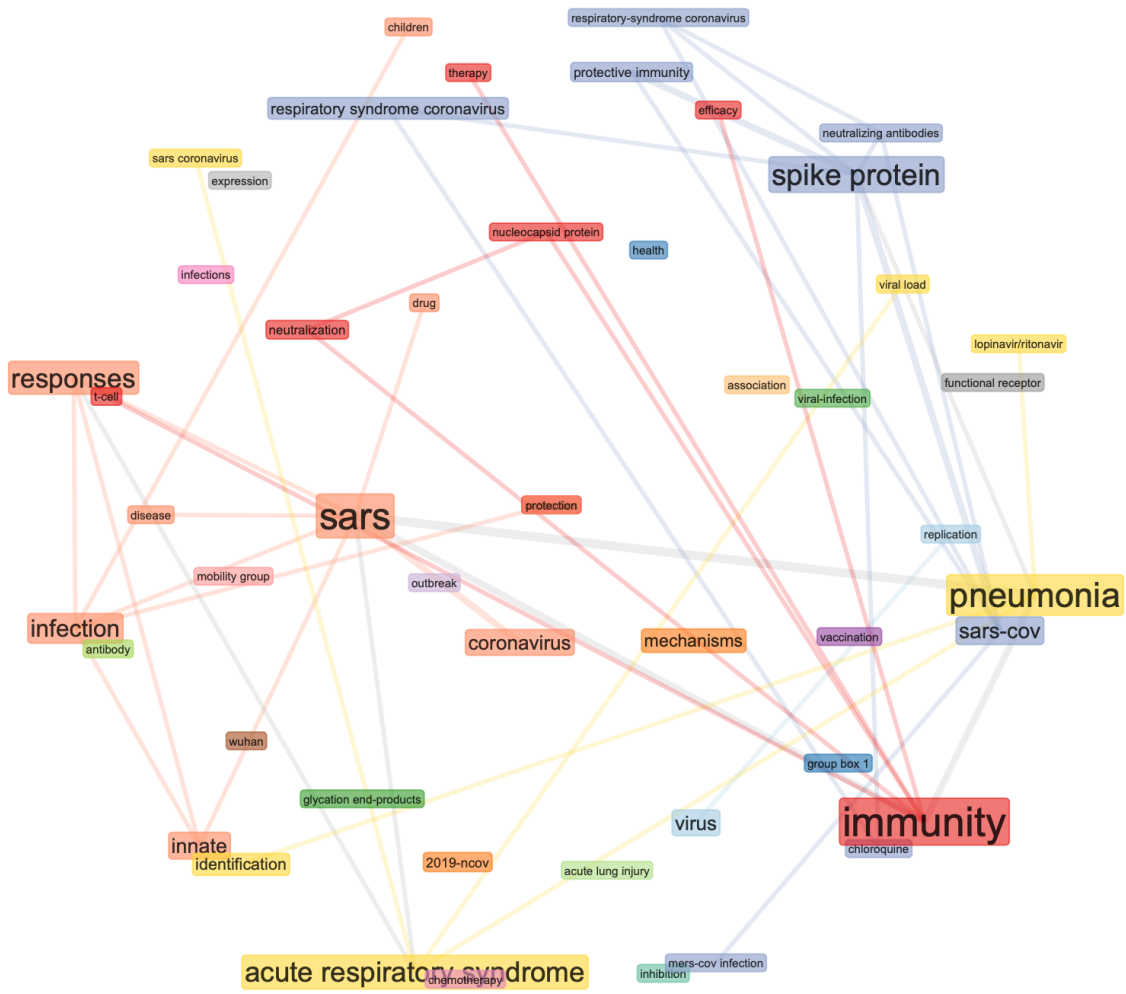 respiratory-syndrome coronavirus
children
therapy
protective immunity
respiratory syndrome coronavirus
efficacy
neutralizing antibodies
sars coronavirus
expression
spike protein
nucleocapsid protein
health
infections
viral load
drug
neutralization
lopinavir/ritonavir
responses
t-cell
association
functional receptor
viral-infection
protection
disease
sars
replication
mobility group
outbreak
pneumonia
infection
antibody
coronavirus
mechanisms
vaccination
sars-cov
wuhan
group box 1
glycation end-products
virus
immunity
innate
chloroquine
identification
2019-ncov
acute lung injury
acute respiratory syndrome
chemotherapy
mers-cov infection
inhibition